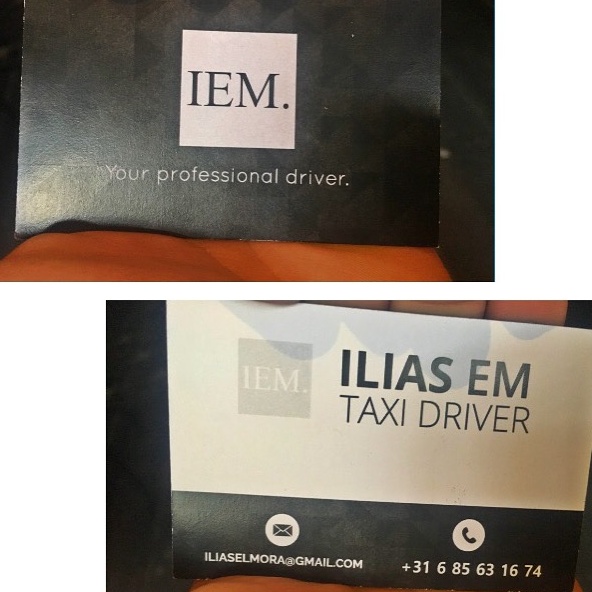 IEM.
Your professional driver.
IEM.
ILIAS EM
TAXI DRIVER
ILIASELMORA@GMAIL.COM
+31 6 85 63 16 74